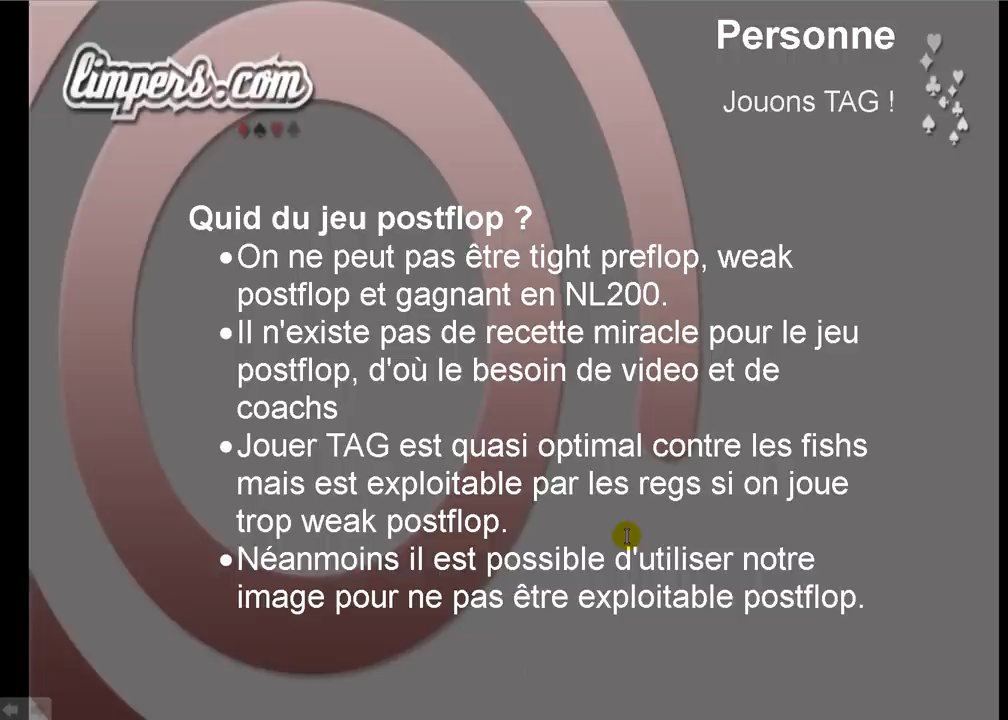 limpers.com
Personne
Jouons TAG !
Quid du jeu postflop ?
•On ne peut pas être tight preflop, weak
postflop et gagnant en NL200.
•Il n'existe pas de recette miracle pour le jeu
postflop, d'où le besoin de video et de
coachs
•Jouer TAG est quasi optimal contre les fishs
mais est exploitable par les regs si on joue
trop weak postflop.
•Néanmoins il est possible d'utiliser notre
image pour ne pas être exploitable postflop.